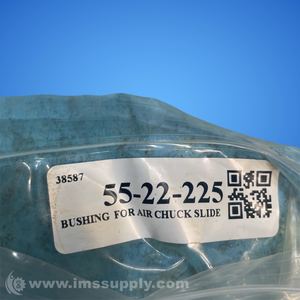 38587
55-22-225
BUSHING FOR AIR CHUCK SLIDE
© www.imssupply.com